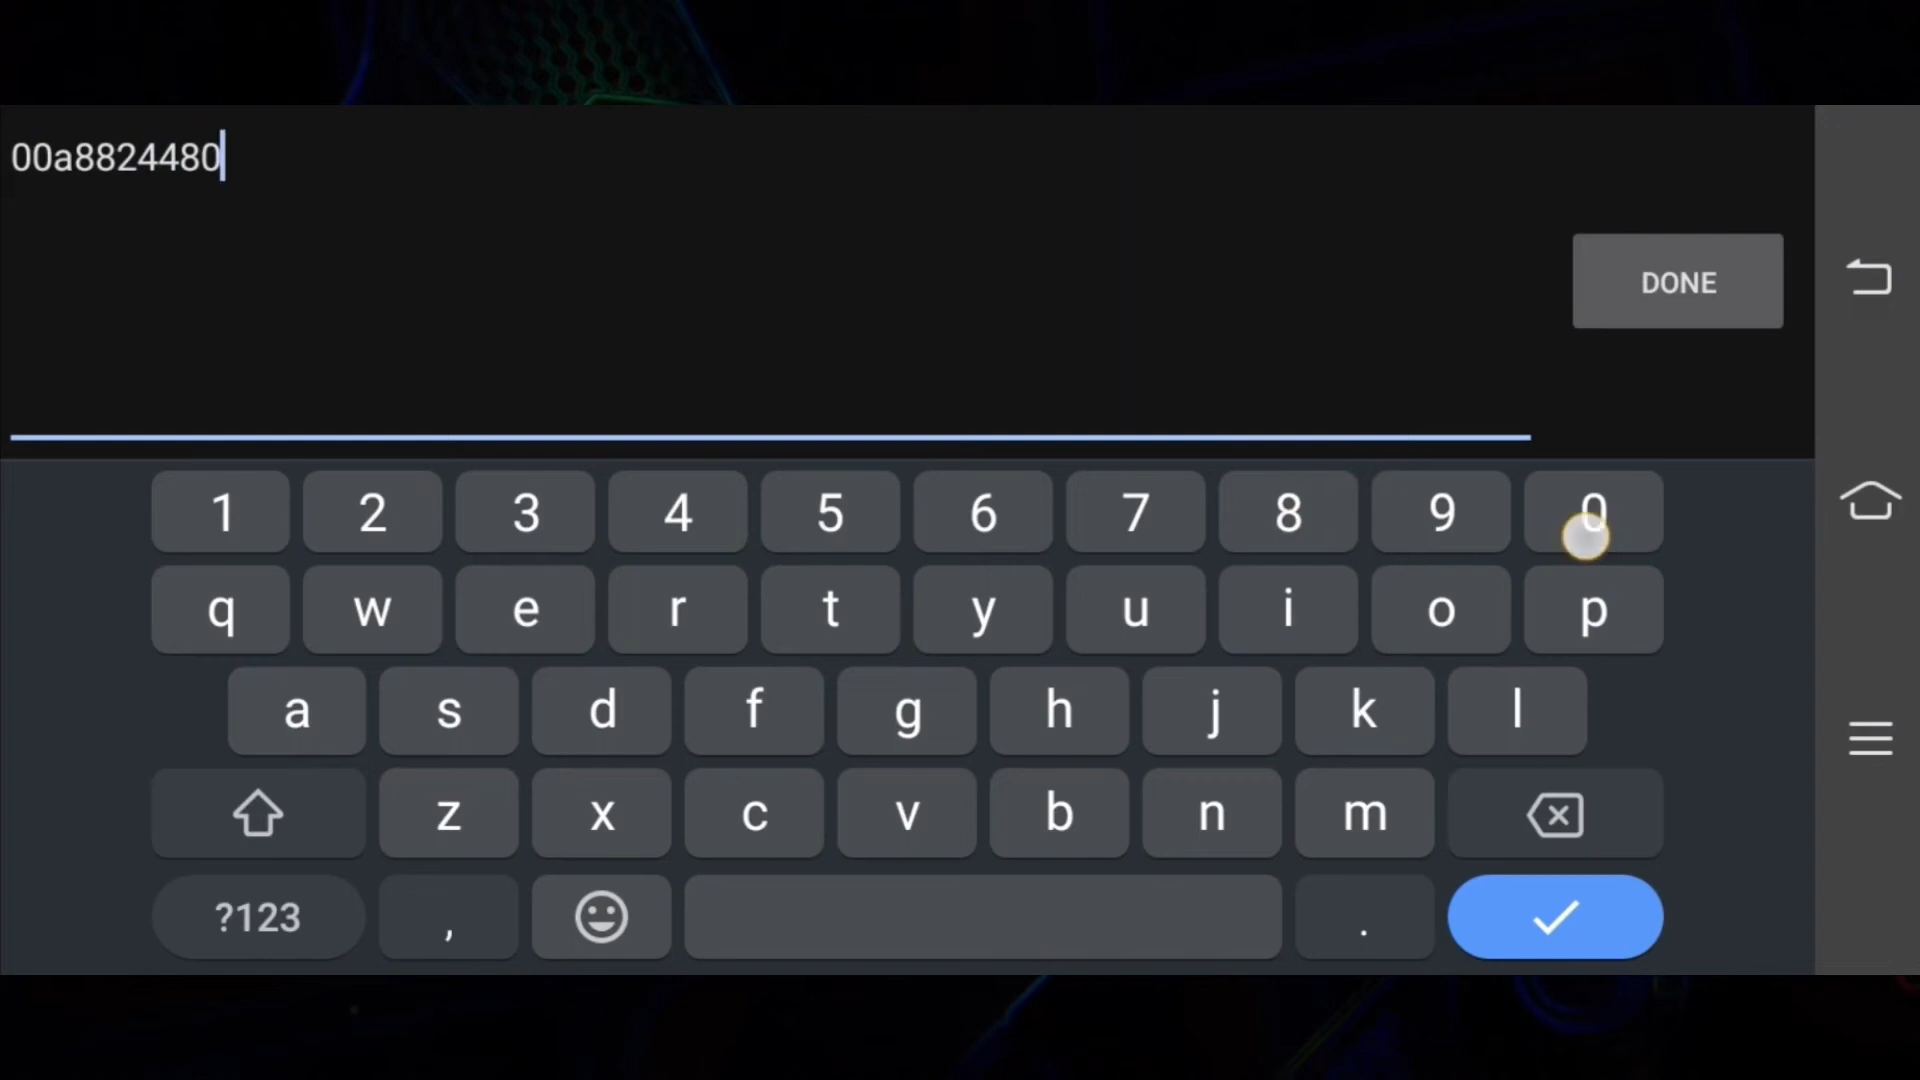 00a8824480
DONE
1 2 3 4 5 6 7 8 9 0
q w e r t y u i o p
a s d f g h j k l
z x c v b n m
?123 , .